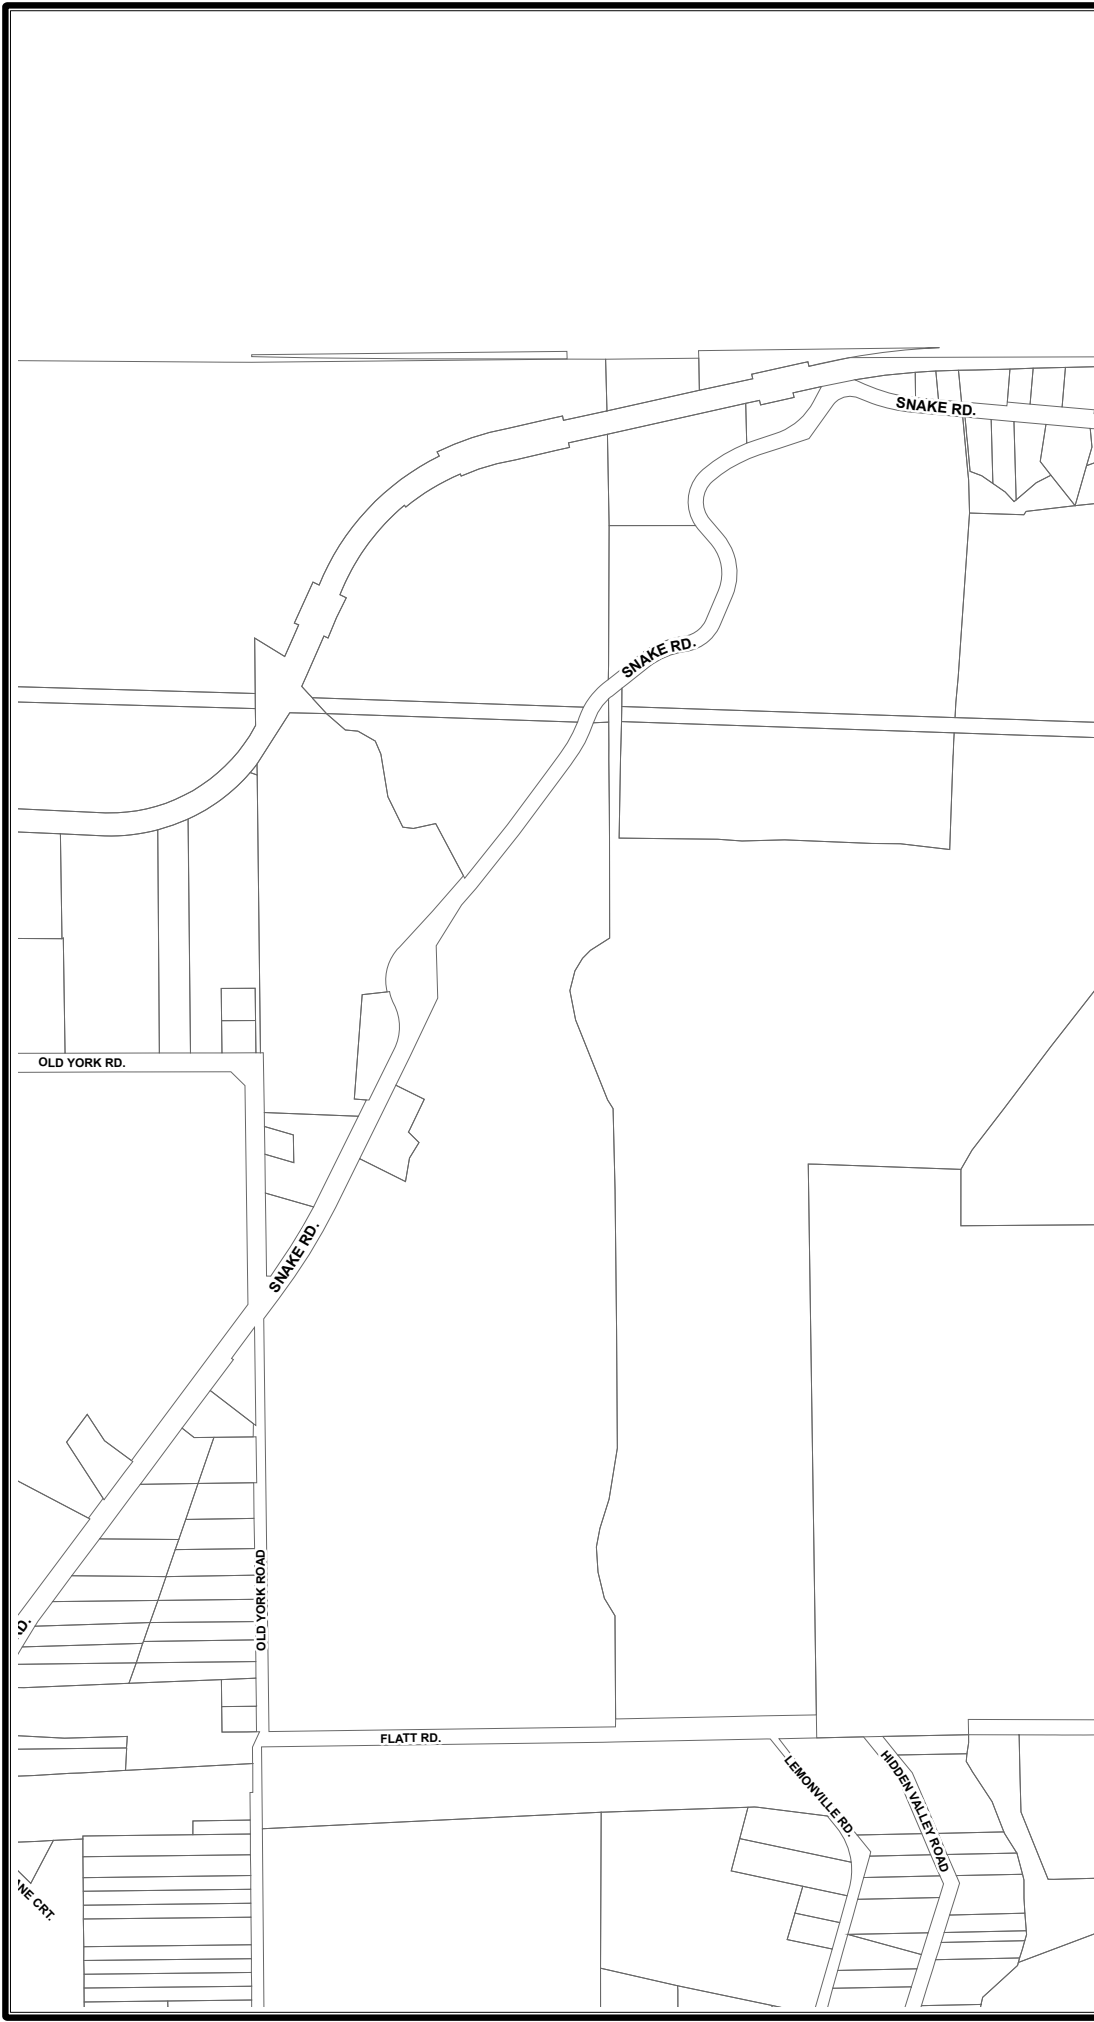 SNAKE RD.
SNAKE RD.
OLD YORK RD.
SNAKE RD.
OLD YORK ROAD
FLATT RD.
LEMONVILLE RD.
HIDDEN VALLEY ROAD
CRT.